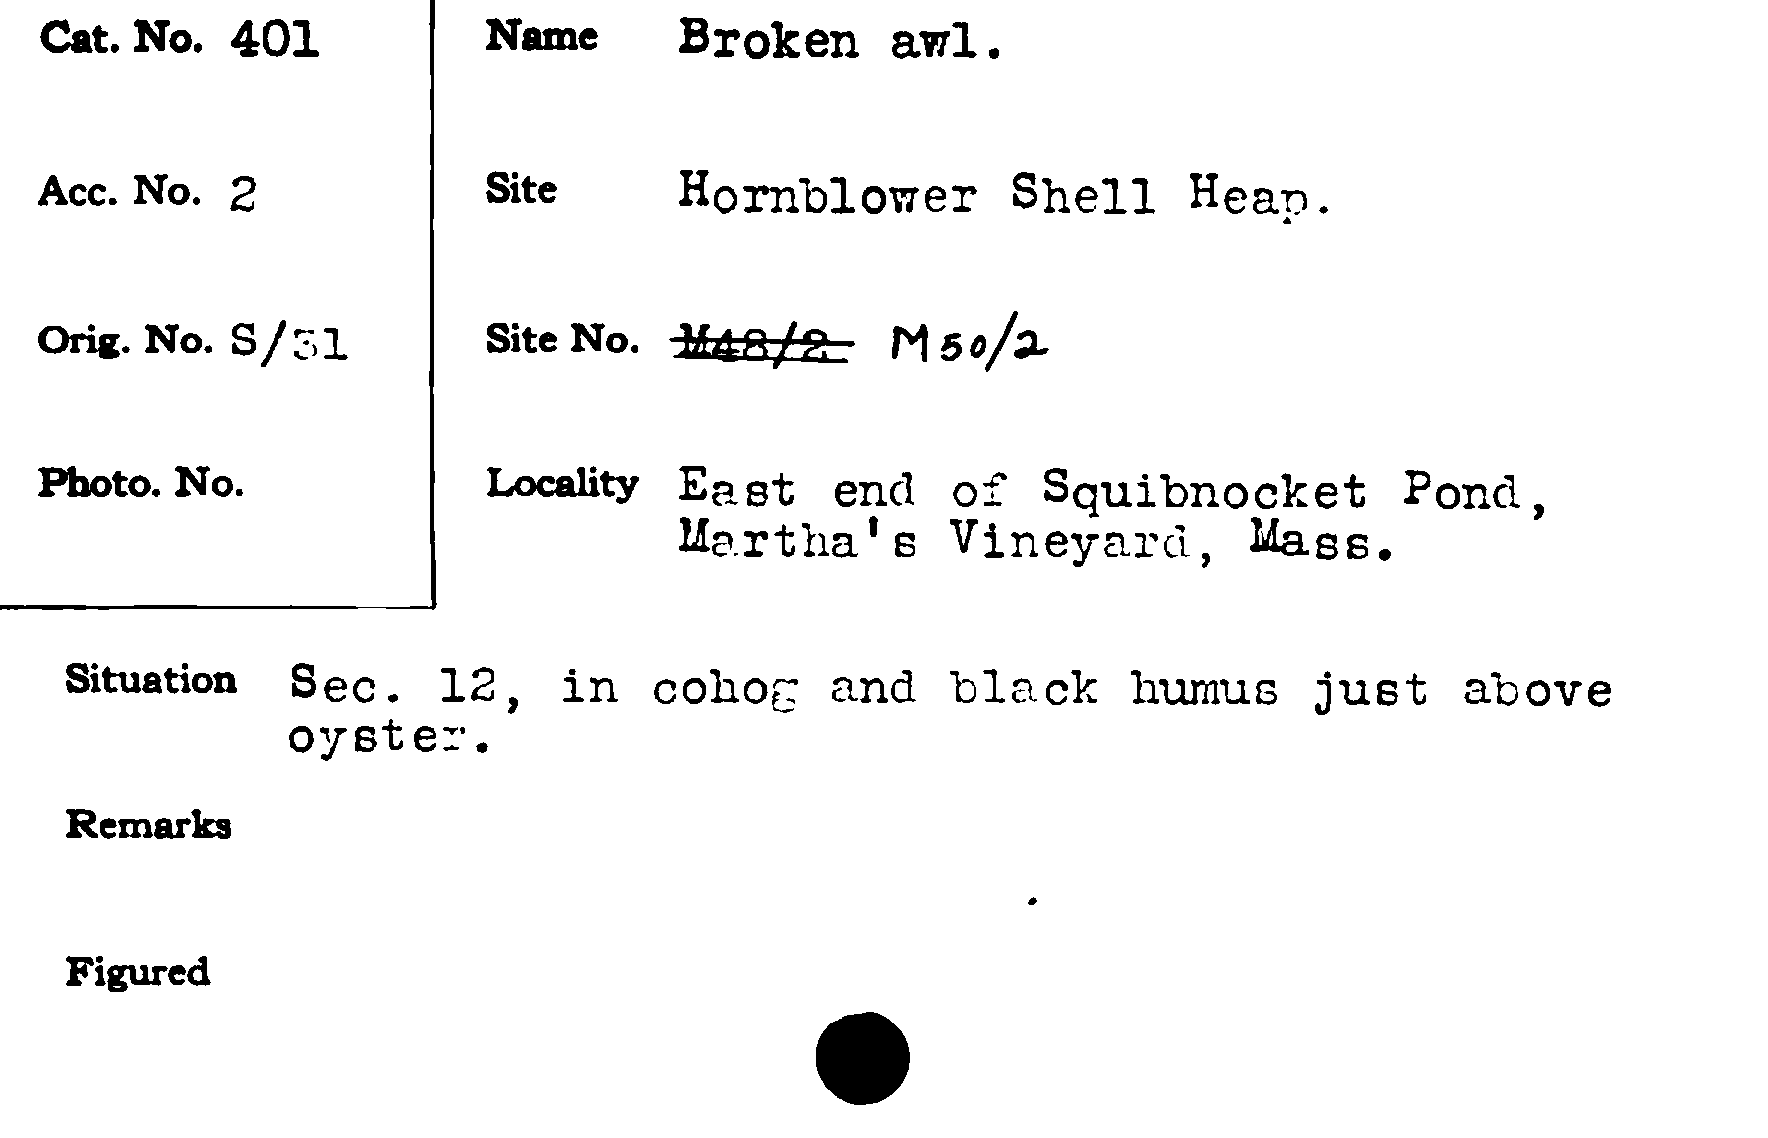 Cat. No. 401
Name Broken awl.
Acc. No. 2
Site Hornblower Shell Heap.
Orig. No. S/31
Site No. M48/2 M50/2
Photo. No.
Locality East end of Squibnocket Pond,
Martha's Vineyard, Mass.
Situation Sec. 12, in cohog and black humus just above
oyster.
Remarks
Figured